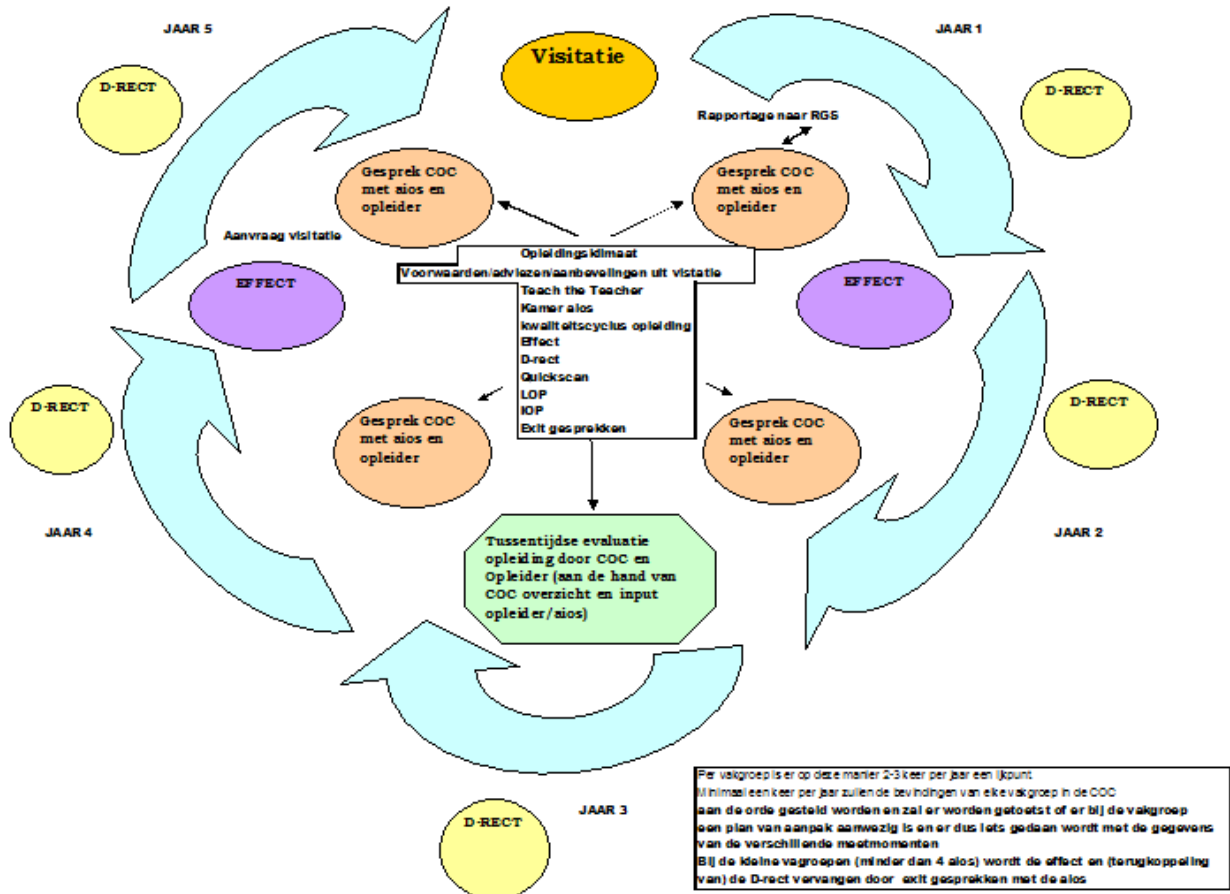 JAAR 5
JAAR 1
Visitatie
D-RECT
D-RECT
Rapportage naar RGS
Gesprek COC
met aios en
opleider
Gesprek COC
met aios en
opleider
Aanvraag visitatie
EFFECT
EFFECT
Opleidingsklimaat
Voorwaarden/adviezen/aanbevelingen uit vistatie
Teach the Teacher
Kamer aios
kwaliteitscyclus opleiding
Effect
D-rect
Quickscan
LOP
IOP
Exit gesprekken
D-RECT
D-RECT
Gesprek COC
met aios en
opleider
Gesprek COC
met aios en
opleider
JAAR 4
JAAR 2
Tussentijdse evaluatie
opleiding door COC en
Opleider (aan de hand van
COC overzicht en input
opleider/aios)
JAAR 3
D-RECT
Per vakgroep is er op deze manier 2-3 keer per jaar een ijkpunt.
Minimaal een keer per jaar zullen de bevindingen van elke vakgroep in de COC
aan de orde gesteld worden en zal er worden getoetst of er bij de vakgroep
een plan van aanpak aanwezig is en er dus iets gedaan wordt met de gegevens
van de verschillende meetmomenten
Bij de kleine vagroepen (minder dan 4 aios) wordt de effect en (terugkoppeling
van) de D-rect vervangen door exit gesprekken met de aios